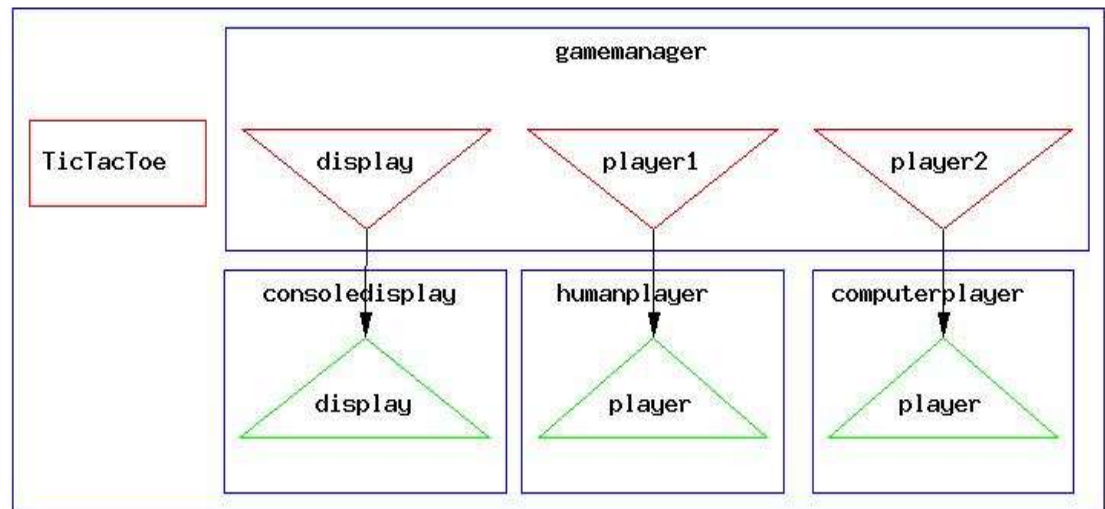 gamemanager
TicTacToe
display
player1
player2
consoledisplay
humanplayer
computerplayer
display
player
player